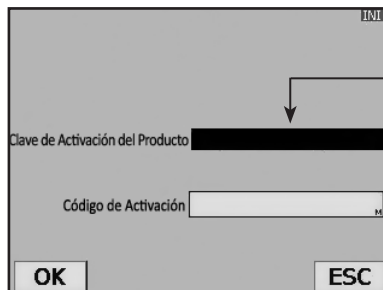 INI
Clave de Activación del Producto
Código de Activación
M
OK ESC